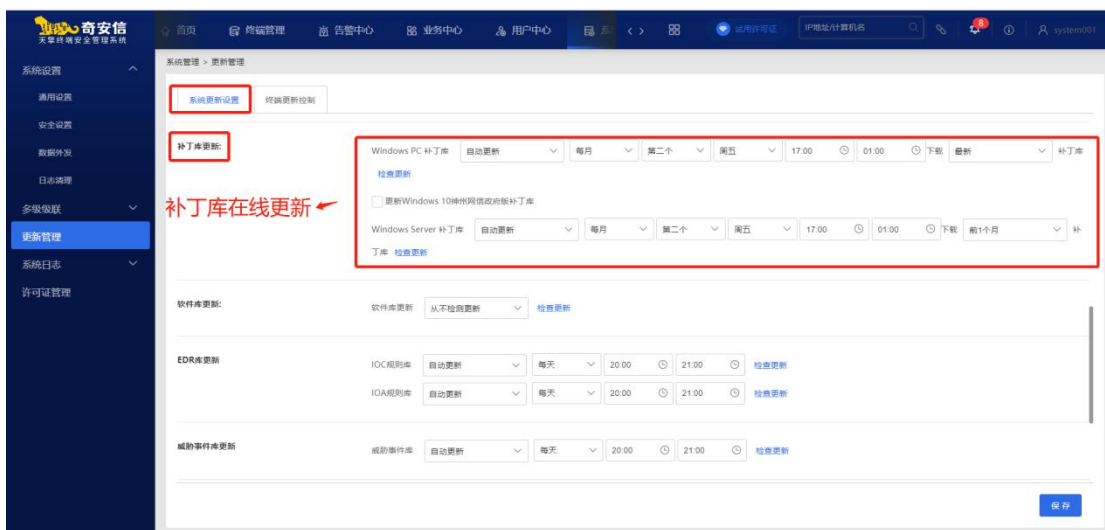 奇安信
天擎终端安全管理系统
首页 终端管理 告警中心 业务中心 用户中心 系 试用许可证 IP地址/计算机名 8 system001
系统管理 > 更新管理
系统设置
通用设置
安全设置
数据外发
日志清理
多级级联
更新管理
系统日志
许可证管理
系统更新设置 终端更新控制
补丁库更新:
Windows PC 补丁库 自动更新 每月 第二个 周五 17:00 01:00 下载 最新 补丁库
检查更新
更新Windows 10神州网信政府版补丁库
补丁库在线更新
Windows Server 补丁库 自动更新 每月 第二个 周五 17:00 01:00 下载 前1个月 补
丁库 检查更新
软件库更新: 软件库更新 从不检测更新 检查更新
EDR库更新 IOC规则库 自动更新 每天 20:00 21:00 检查更新
IOA规则库 自动更新 每天 20:00 21:00 检查更新
威胁事件库更新 威胁事件库 自动更新 每天 20:00 21:00 检查更新
保存